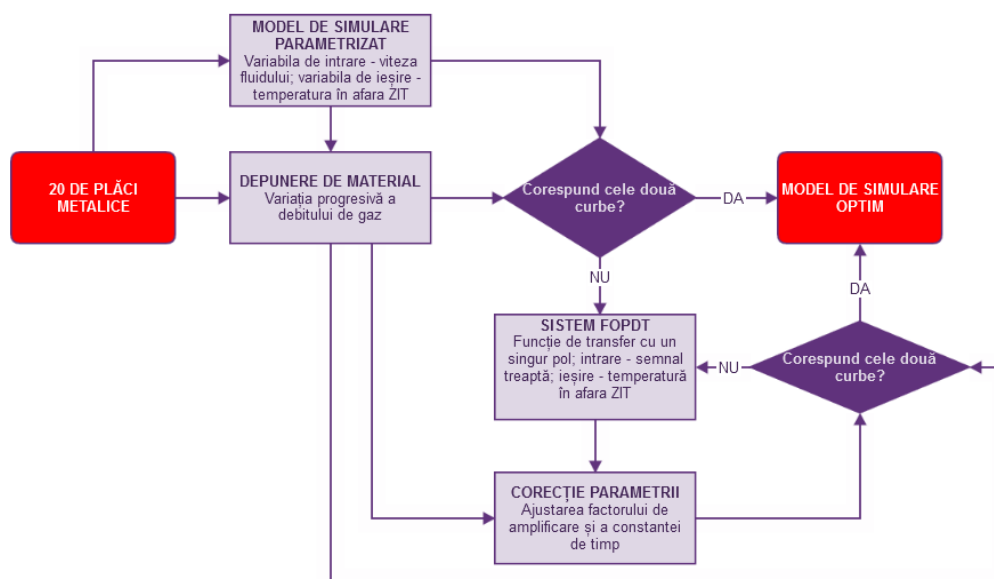 MODEL DE SIMULARE
PARAMETRIZAT
Variabila de intrare - viteza
fluidului; variabila de ieșire -
temperatura în afara ZIT
20 DE PLĂCI
METALICE
DEPUNERE DE MATERIAL
Variația progresivă a
debitului de gaz
Corespund cele două
curbe?
DA
MODEL DE SIMULARE
OPTIM
NU
DA
SISTEM FOPDT
Funcție de transfer cu un
singur pol; intrare - semnal
treaptă; ieșire - temperatură
în afara ZIT
NU
Corespund cele două
curbe?
CORECȚIE PARAMETRII
Ajustarea factorului de
amplificare și a constantei
de timp